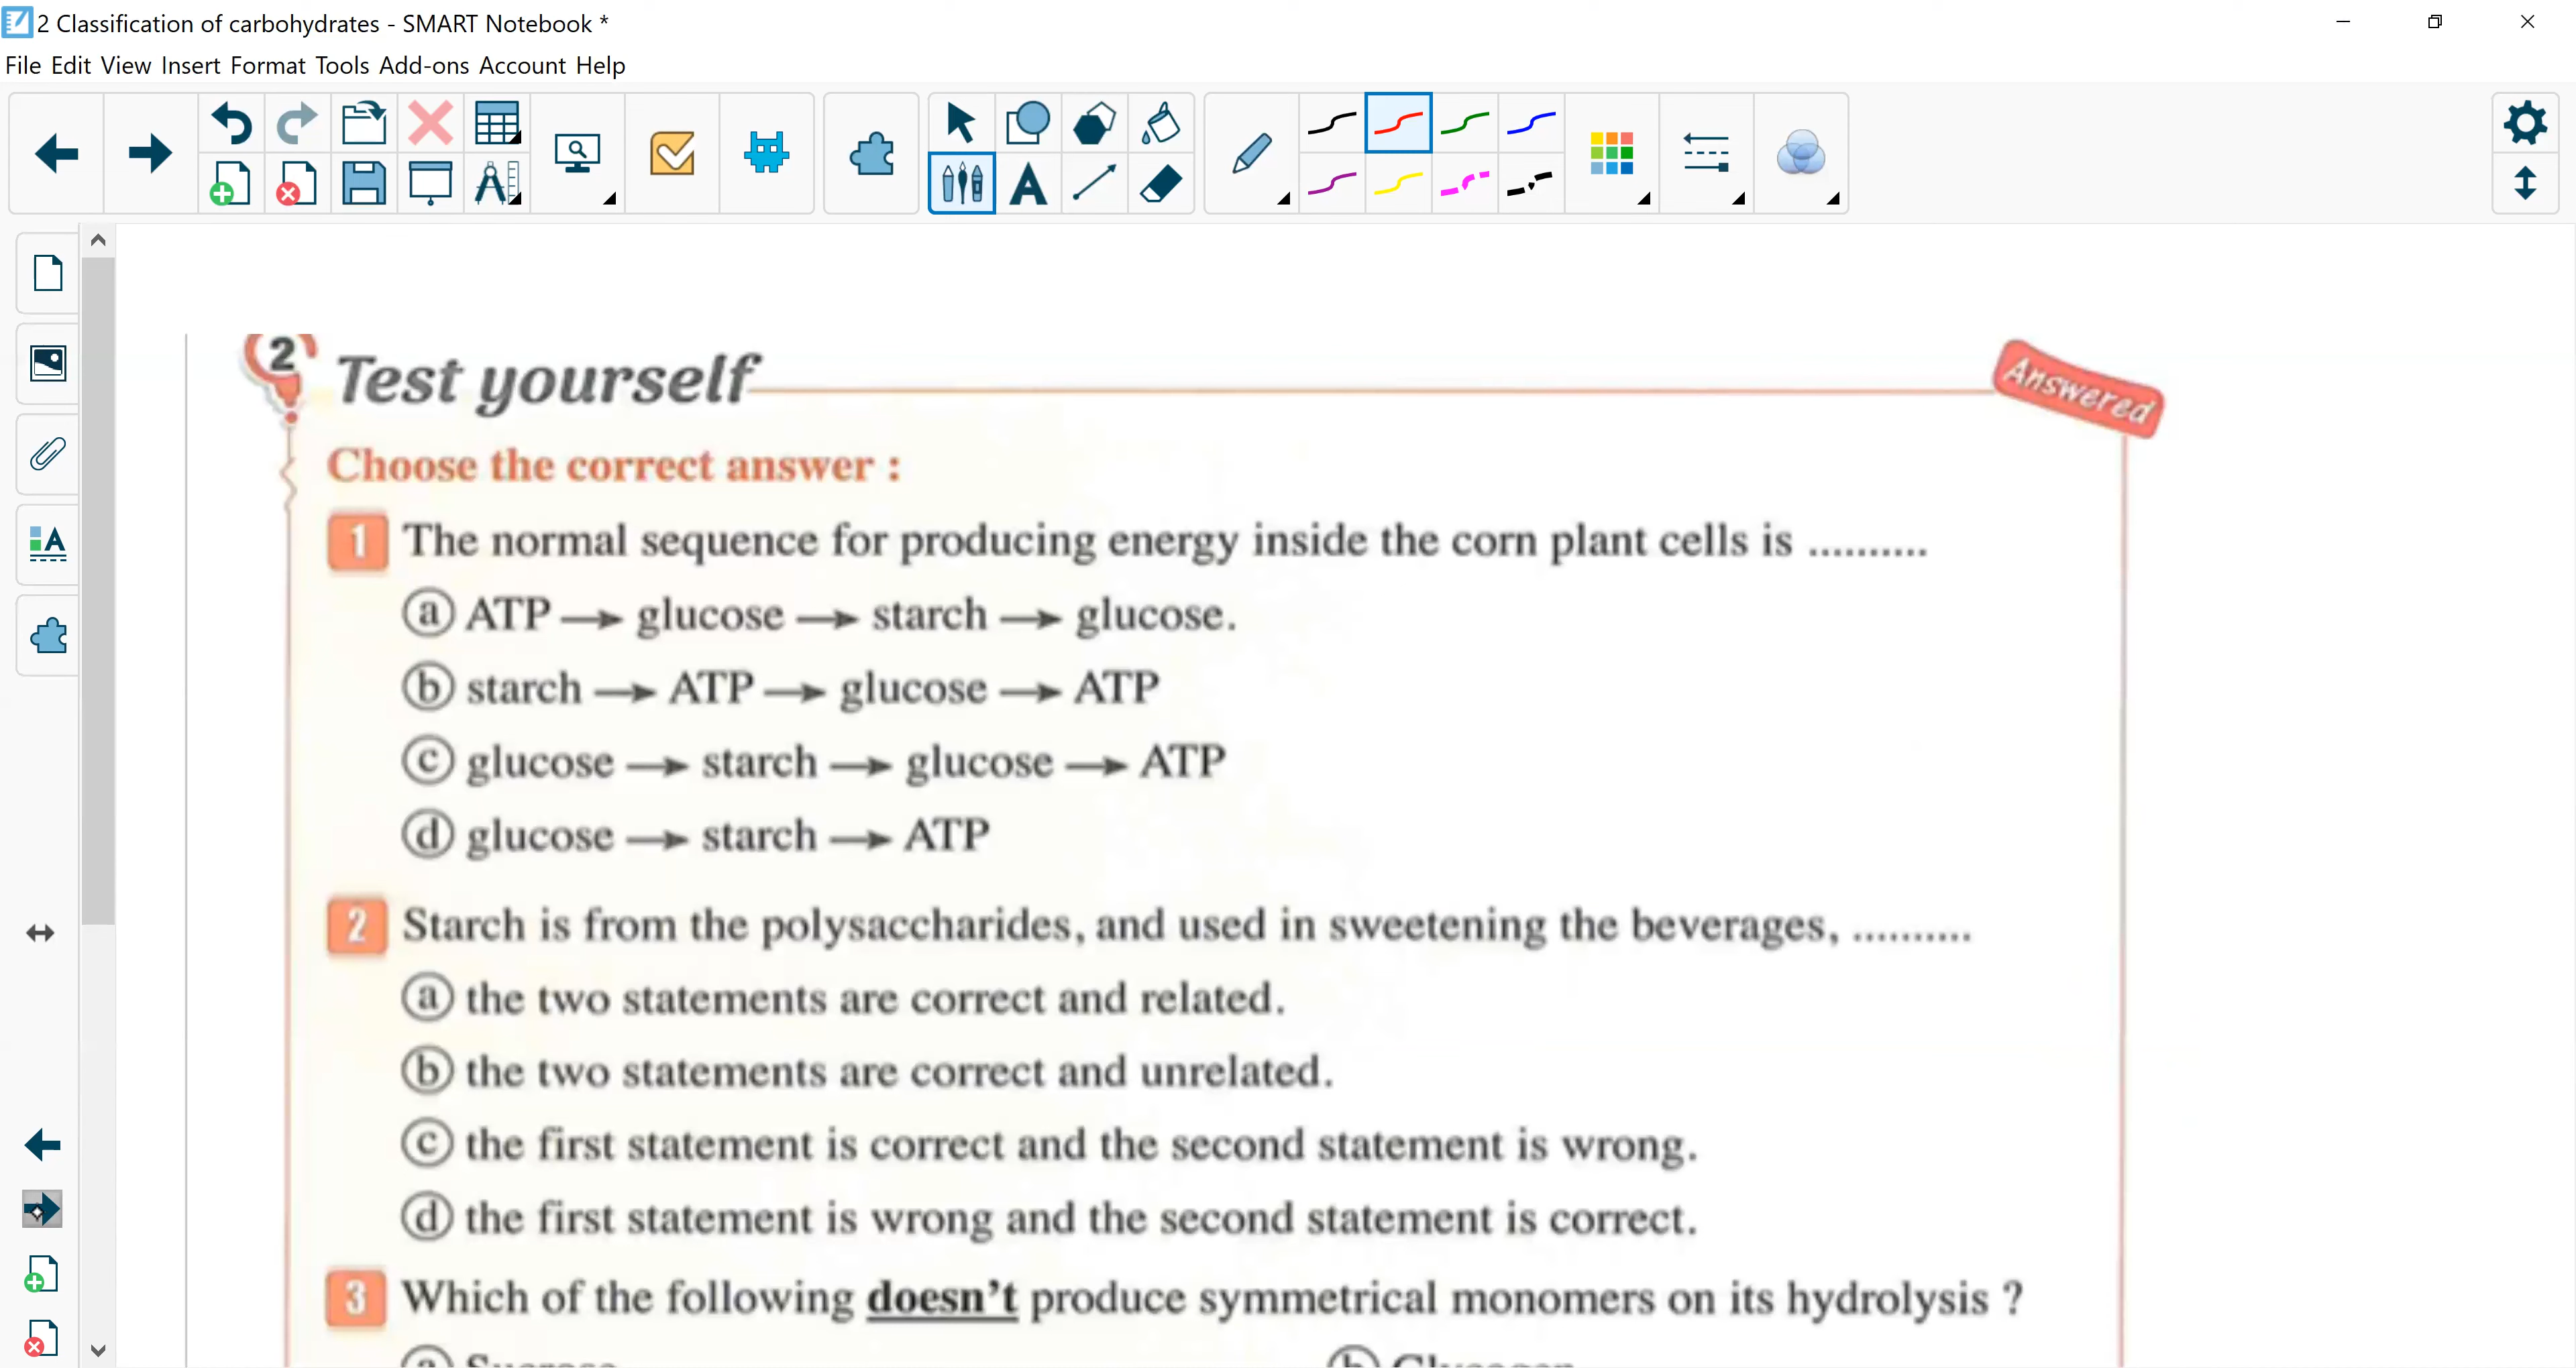 2 Classification of carbohydrates - SMART Notebook *
File Edit View Insert Format Tools Add-ons Account Help
2 Test yourself
Answered
Choose the correct answer :
1 The normal sequence for producing energy inside the corn plant cells is ..........
a ATP → glucose → starch → glucose.
b starch → ATP → glucose → ATP
c glucose → starch → glucose → ATP
d glucose → starch → ATP
2 Starch is from the polysaccharides, and used in sweetening the beverages, ..........
a the two statements are correct and related.
b the two statements are correct and unrelated.
c the first statement is correct and the second statement is wrong.
d the first statement is wrong and the second statement is correct.
3 Which of the following doesn't produce symmetrical monomers on its hydrolysis ?